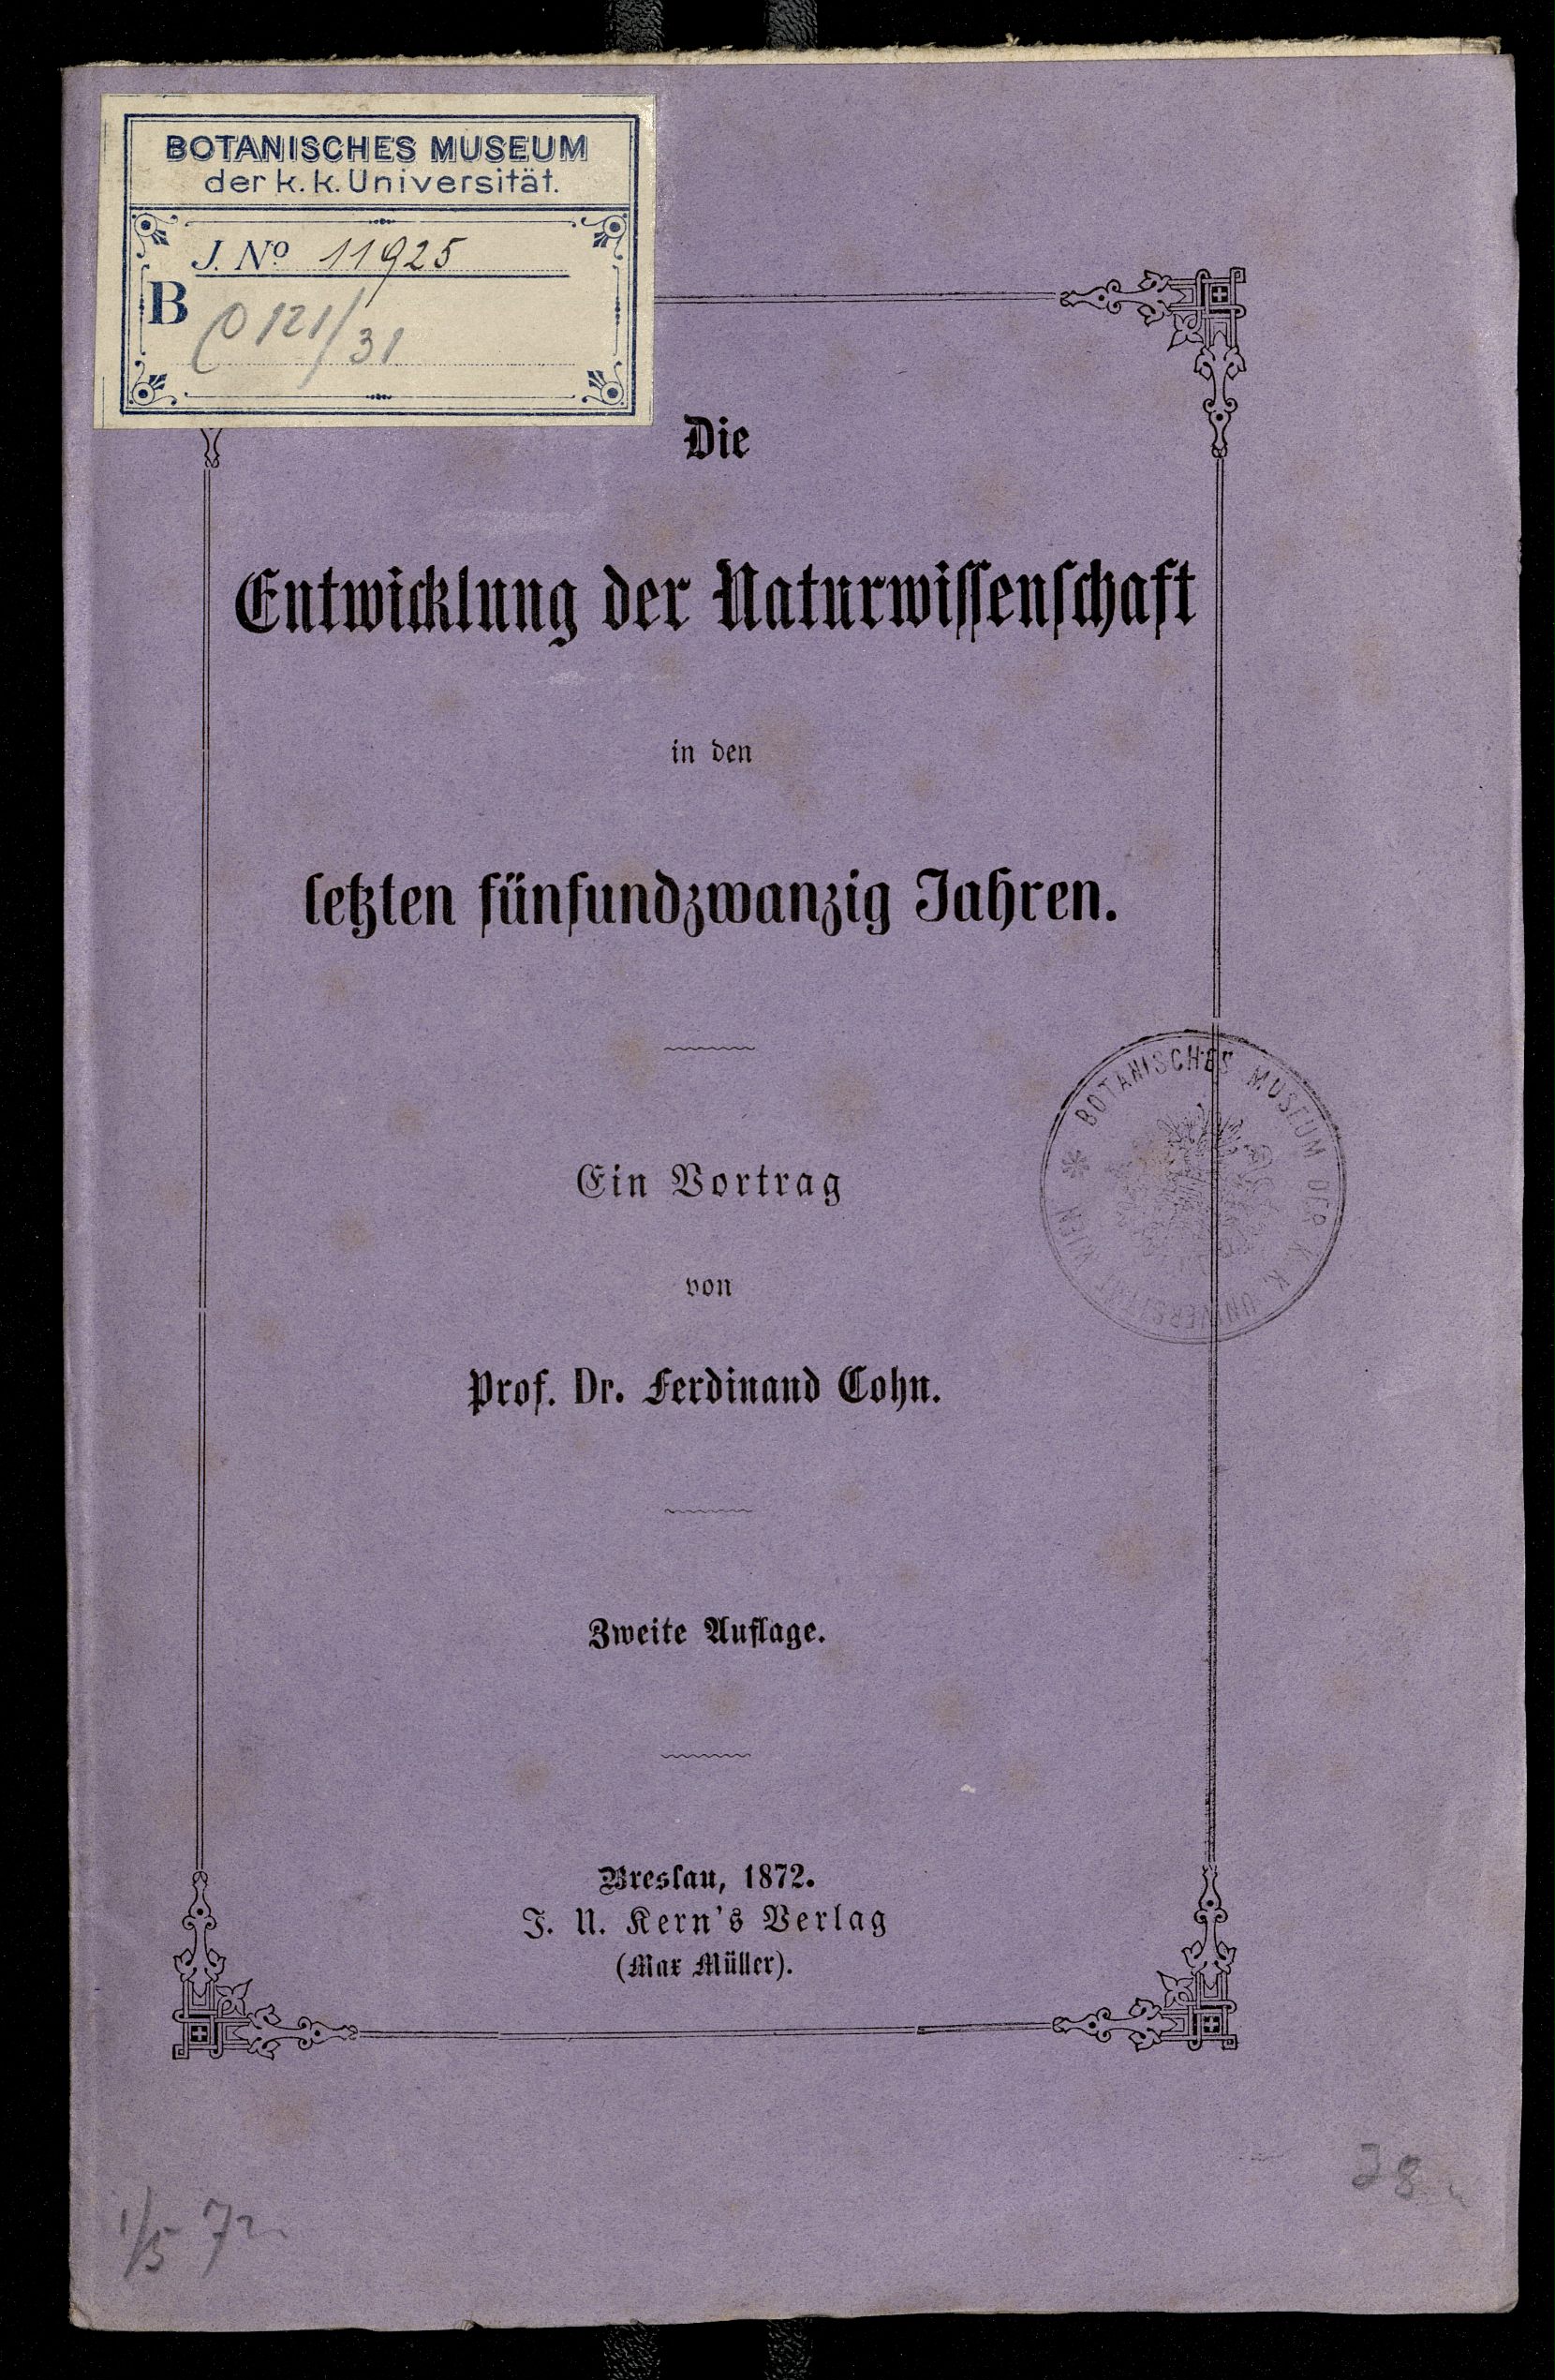 BOTANISCHES MUSEUM
der k. k. Universität.
J. Nº 11925
B
121/31
Die
Entwicklung der Naturwiſſenſchaft
in den
letzten fünfundzwanzig Jahren.
BOTANISCHES MUSEUM DER K. K. UNIVERSITÄT WIEN
Ein Vortrag
von
Prof. Dr. Ferdinand Cohn.
Zweite Auflage.
Breslau, 1872.
J. U. Kern's Verlag
(Max Müller).
1/5 72